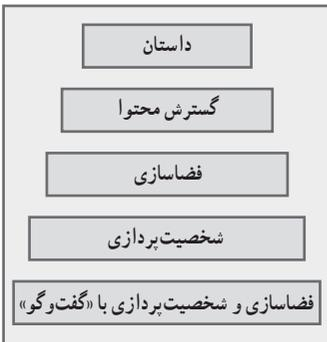 داستان
گسترش محتوا
فضاسازی
شخصیت‌پردازی
فضاسازی و شخصیت‌پردازی با «گفت‌وگو»